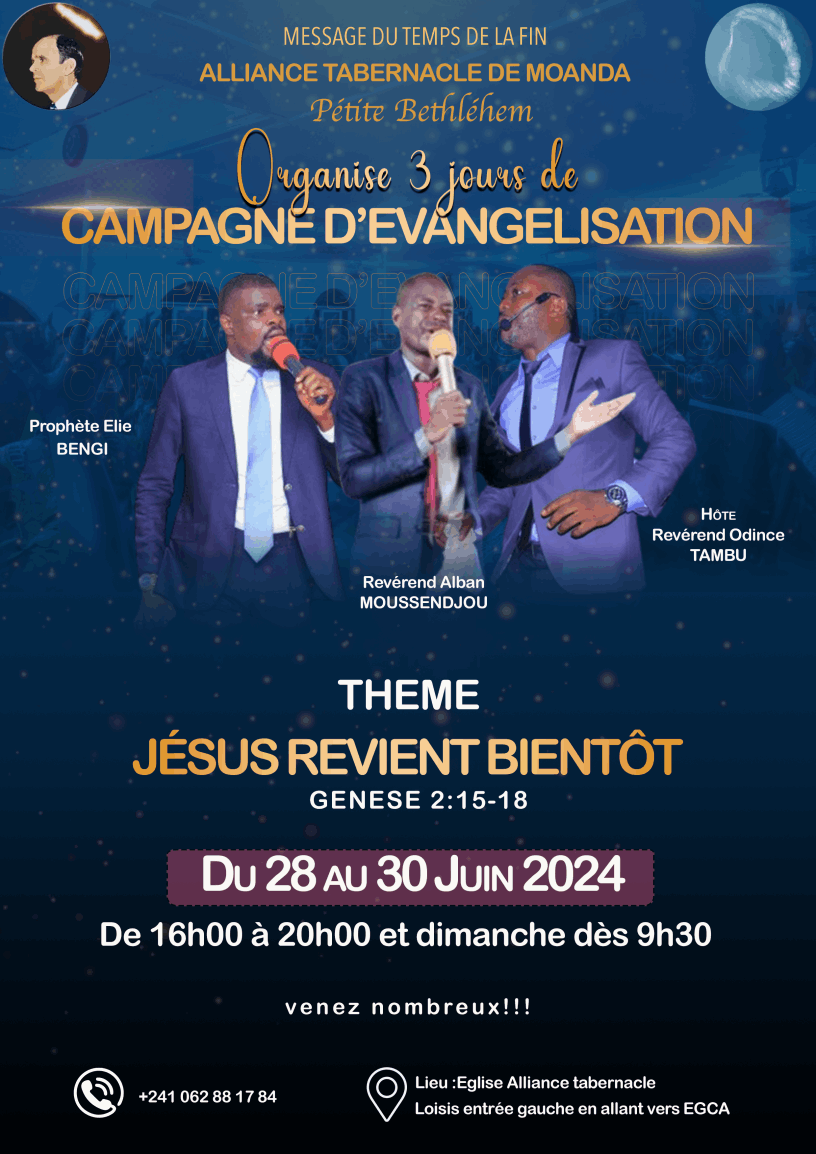 MESSAGE DU TEMPS DE LA FIN
ALLIANCE TABERNACLE DE MOANDA
Pétite Bethléhem
Organise 3 jours de
CAMPAGNE D'EVANGELISATION
CAMPAGNE D'EVANGELISATION
CAMPAGNE D'EVANGELISATION
CAMPAGNE D'EVANGELISATION
Prophète Elie
BENGI
HÔTE
Revérend Odince
TAMBU
Revérend Alban
MOUSSENDJOU
THEME
JÉSUS REVIENT BIENTÔT
GENESE 2:15-18
DU 28 AU 30 JUIN 2024
De 16h00 à 20h00 et dimanche dès 9h30
venez nombreux!!!
+241 062 88 17 84
Lieu :Eglise Alliance tabernacle
Loisis entrée gauche en allant vers EGCA